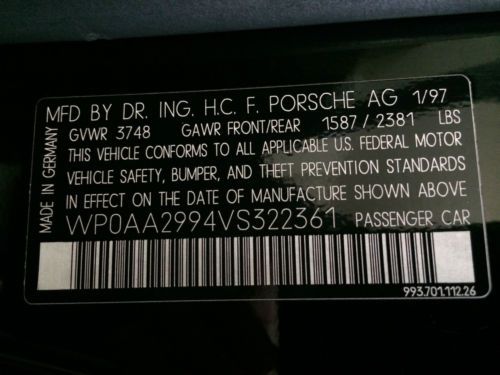 MFD BY DR. ING. H.C. F. PORSCHE AG 1/97
GVWR 3748 GAWR FRONT/REAR 1587 / 2381 LBS
THIS VEHICLE CONFORMS TO ALL APPLICABLE U.S. FEDERAL MOTOR
VEHICLE SAFETY, BUMPER, AND THEFT PREVENTION STANDARDS
IN EFFECT ON THE DATE OF MANUFACTURE SHOWN ABOVE
WP0AA2994VS322361 PASSENGER CAR
993.701.112.26
MADE IN GERMANY